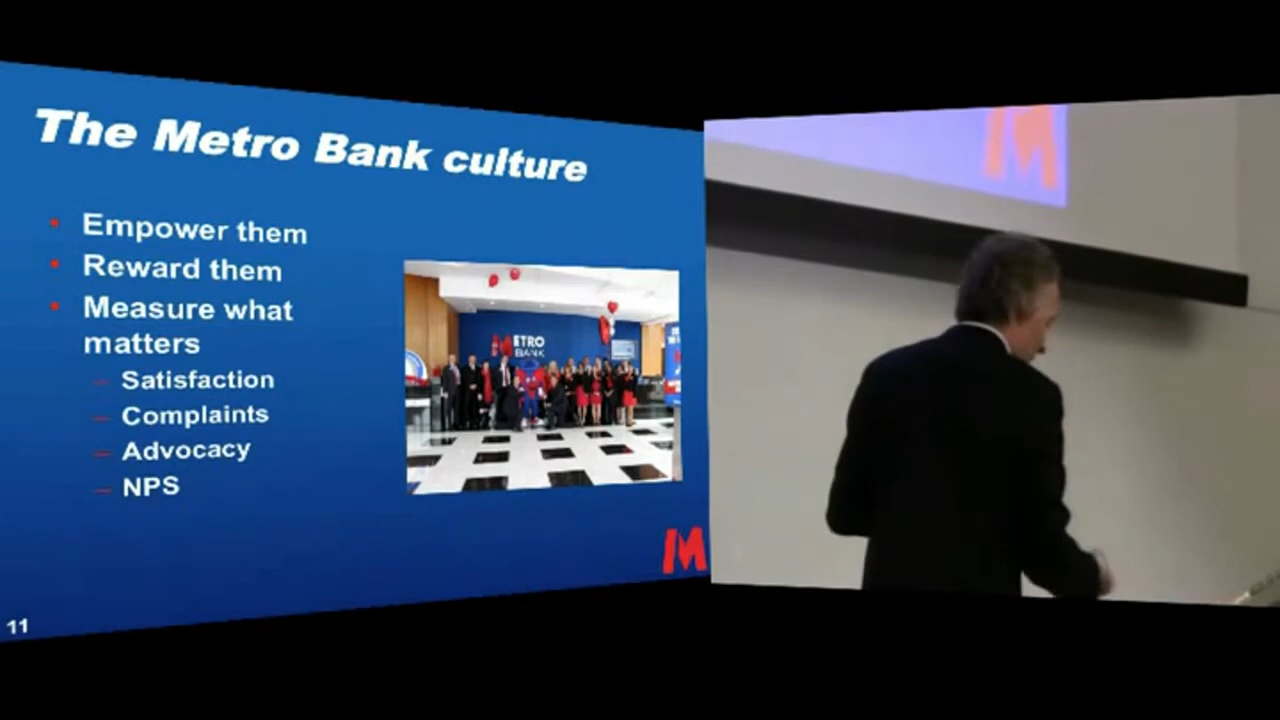 The Metro Bank culture
• Empower them
• Reward them
• Measure what
matters
– Satisfaction
– Complaints
– Advocacy
– NPS
METRO
BANK
M
11
M